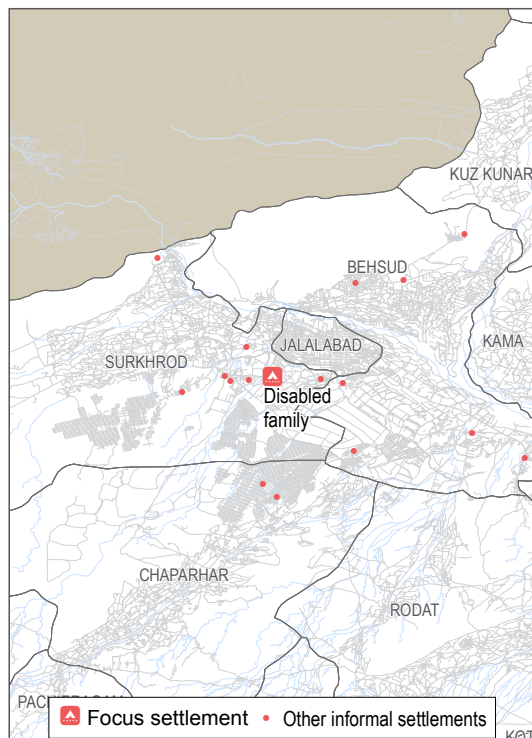 KUZ KUNAR
BEHSUD
JALALABAD
KAMA
SURKHROD
Disabled
family
CHAPARHAR
RODAT
Focus settlement
Other informal settlements